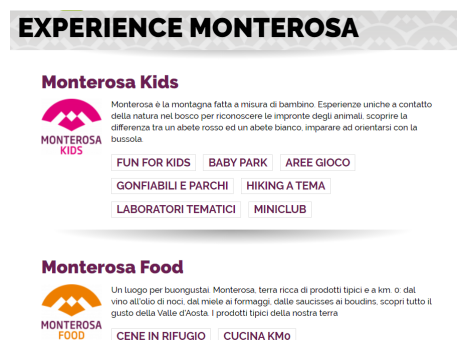 EXPERIENCE MONTEROSA
Monterosa Kids
Monterosa è la montagna fatta a misura di bambino. Esperienze uniche a contatto
della natura nel bosco per riconoscere le impronte degli animali, scoprire la
differenza tra un abete rosso ed un abete bianco, imparare ad orientarsi con la
bussola.
MONTEROSA
KIDS
FUN FOR KIDS
BABY PARK
AREE GIOCO
GONFIABILI E PARCHI
HIKING A TEMA
LABORATORI TEMATICI
MINICLUB
Monterosa Food
Un luogo per buongustai. Monterosa, terra ricca di prodotti tipici e a km. 0: dal
vino all'olio di noci, dal miele ai formaggi, dalle saucisses ai boudins, scopri tutto il
gusto della Valle d'Aosta. I prodotti tipici della nostra terra
MONTEROSA
FOOD
CENE IN RIFUGIO
CUCINA KM0